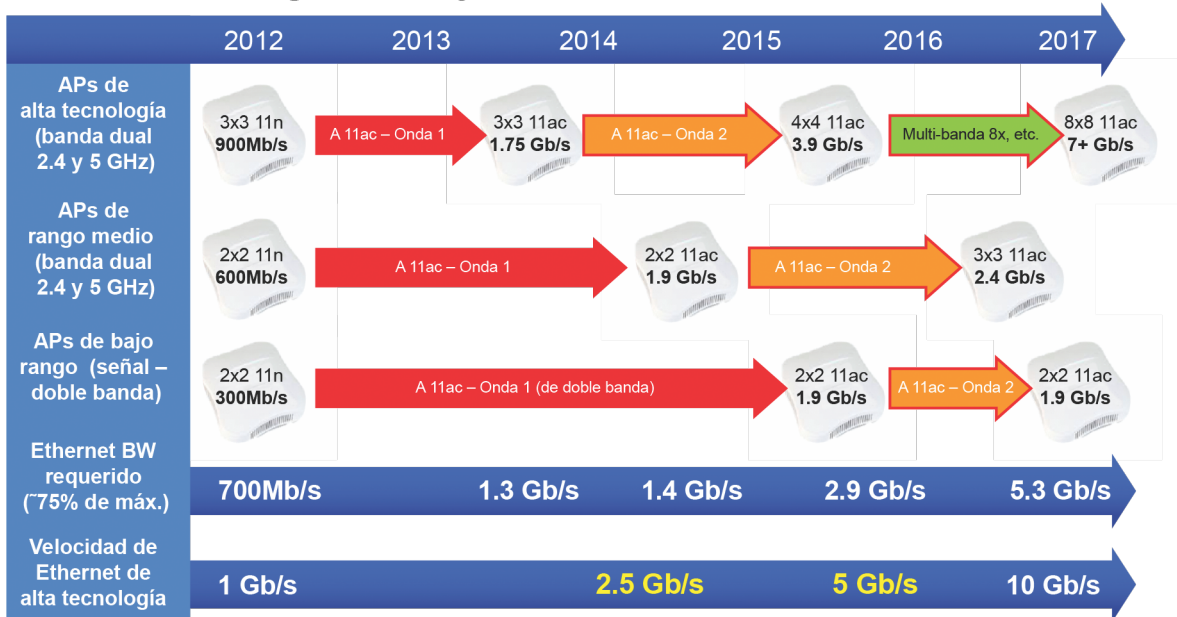 2012 2013 2014 2015 2016 2017
APs de
alta tecnología
(banda dual
2.4 y 5 GHz)
3x3 11n
900Mb/s
A 11ac – Onda 1
3x3 11ac
1.75 Gb/s
A 11ac – Onda 2
4x4 11ac
3.9 Gb/s
Multi-banda 8x, etc.
8x8 11ac
7+ Gb/s
APs de
rango medio
(banda dual
2.4 y 5 GHz)
2x2 11n
600Mb/s
A 11ac – Onda 1
2x2 11ac
1.9 Gb/s
A 11ac – Onda 2
3x3 11ac
2.4 Gb/s
APs de bajo
rango (señal –
doble banda)
2x2 11n
300Mb/s
A 11ac – Onda 1 (de doble banda)
2x2 11ac
1.9 Gb/s
A 11ac – Onda 2
2x2 11ac
1.9 Gb/s
Ethernet BW
requerido
(˜75% de máx.)
700Mb/s 1.3 Gb/s 1.4 Gb/s 2.9 Gb/s 5.3 Gb/s
Velocidad de
Ethernet de
alta tecnología
1 Gb/s 2.5 Gb/s 5 Gb/s 10 Gb/s